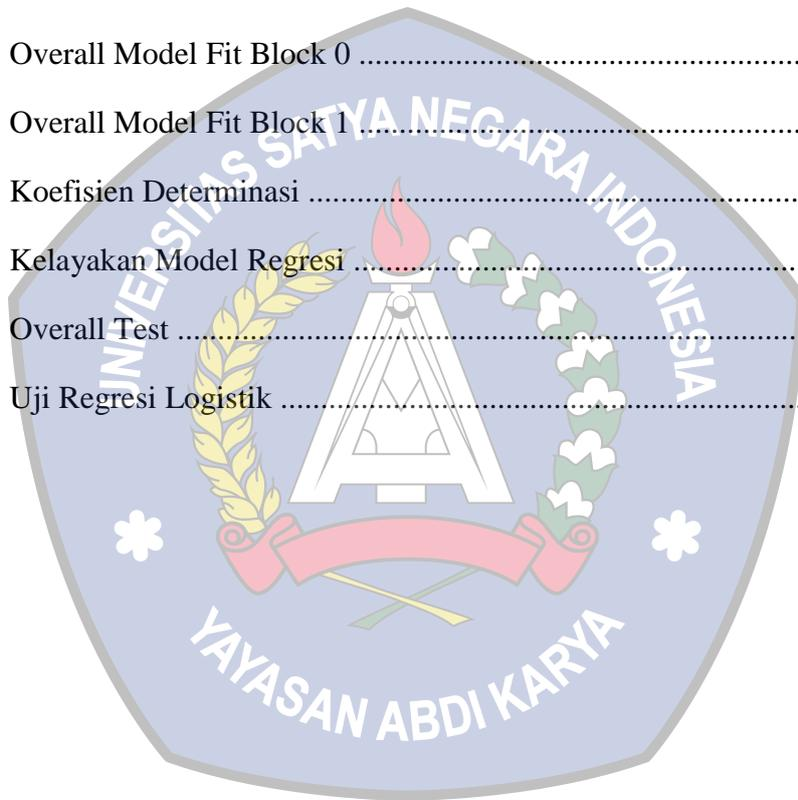 Overall Model Fit Block 0 ........................................................
Overall Model Fit Block 1 ........................................................
Koefisien Determinasi ..............................................................
Kelayakan Model Regresi .........................................................
Overall Test ...............................................................................
Uji Regresi Logistik ..................................................................
UNIVERSITAS SATYA NEGARA INDONESIA
YAYASAN ABDI KARYA